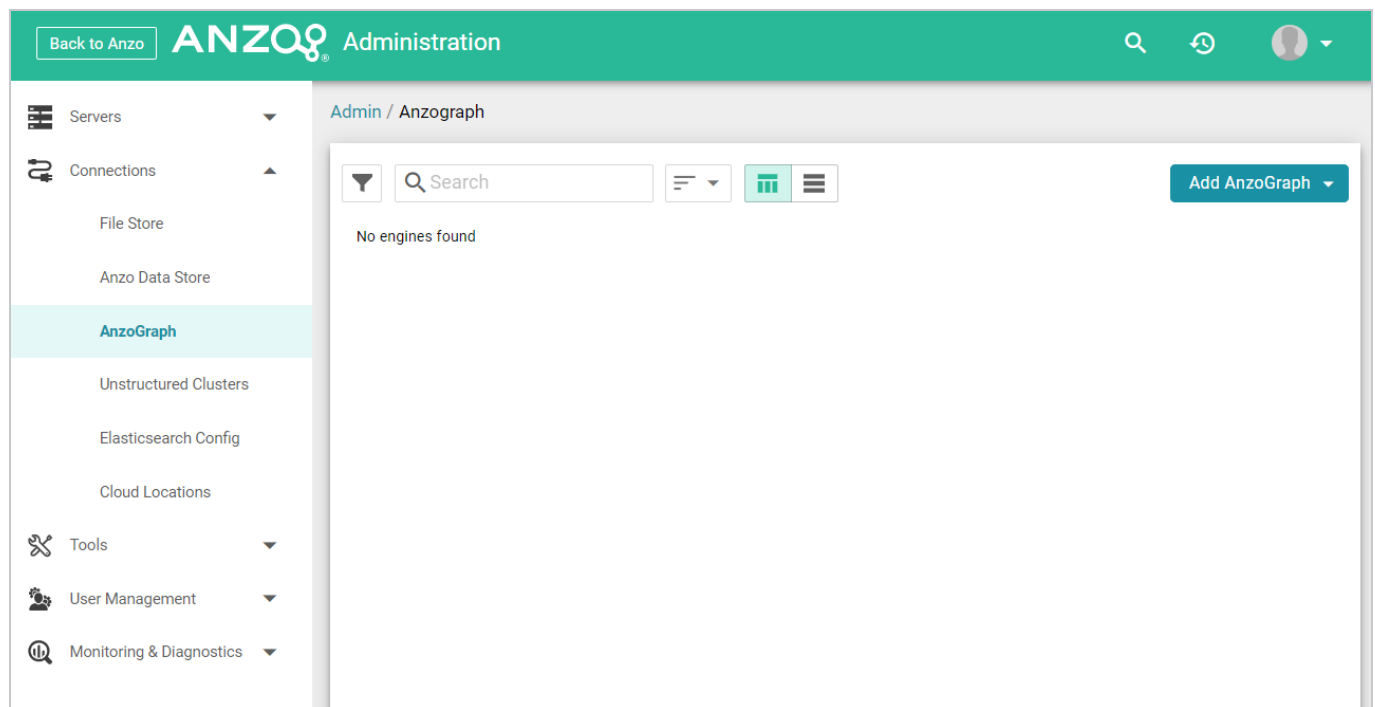 Back to Anzo ANZO® Administration
Servers
Admin / Anzograph
Connections
Search
Add AnzoGraph
File Store
No engines found
Anzo Data Store
AnzoGraph
Unstructured Clusters
Elasticsearch Config
Cloud Locations
Tools
User Management
Monitoring & Diagnostics